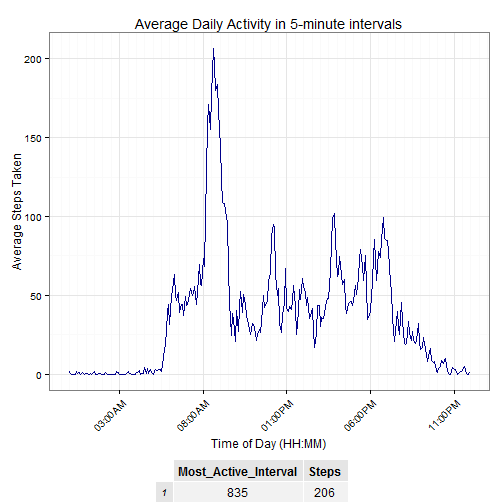 Average Daily Activity in 5-minute intervals
Average Steps Taken
200
150
100
50
0
03:00AM
08:00AM
01:00PM
06:00PM
11:00PM
Time of Day (HH:MM)
Most_Active_Interval Steps
1 835 206